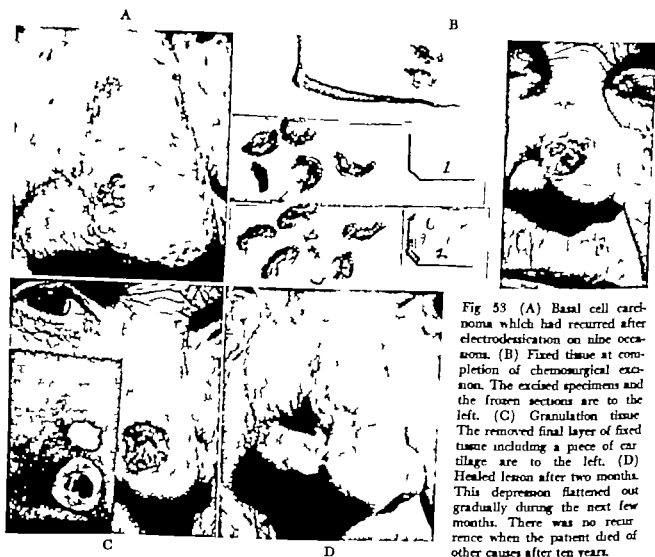 A
B
1
2
Fig 53 (A) Basal cell carci-
noma which had recurred after
electrodessication on nine occa-
sions. (B) Fixed tissue at com-
pletion of chemosurgical exci-
sion. The excised specimens and
the frozen sections are to the
left. (C) Granulation tissue
The removed final layer of fixed
tissue including a piece of car
tilage are to the left. (D)
Healed lesion after two months.
This depression flattened out
gradually during the next few
months. There was no recur
rence when the patient died of
other causes after ten years.
C
D